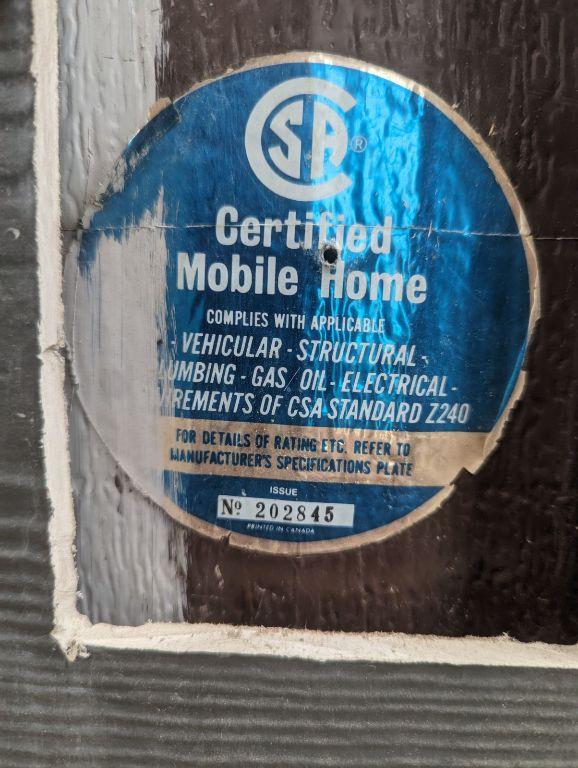 CSA®
Certified
Mobile Home
COMPLIES WITH APPLICABLE
- VEHICULAR - STRUCTURAL -
UMBING - GAS / OIL - ELECTRICAL -
REMENTS OF CSA STANDARD Z240
FOR DETAILS OF RATING ETC. REFER TO
MANUFACTURER'S SPECIFICATIONS PLATE
ISSUE
Nº 202845
PRINTED IN CANADA